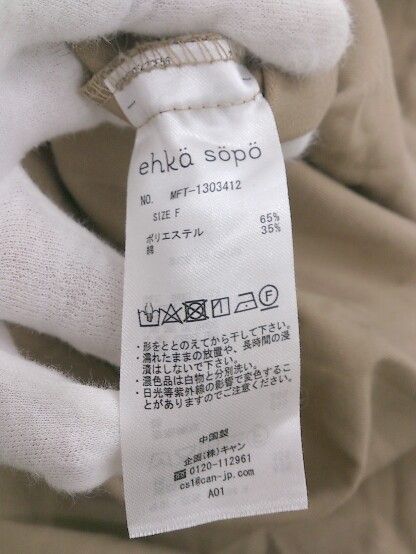 ehkä söpö
NO. MFT-1303412
SIZE F
ポリエステル 65%
綿 35%
・形をととのえてから干して下さい。
・濡れたままの放置や、長時間の浸
漬はしないで下さい。
・濃色品は白物と分別洗い。
・日光等紫外線の影響で変色するこ
とがありますのでご注意ください。
中国製
企画(株)キャン
☎0120-112961
cs1@can-jp.com
A01